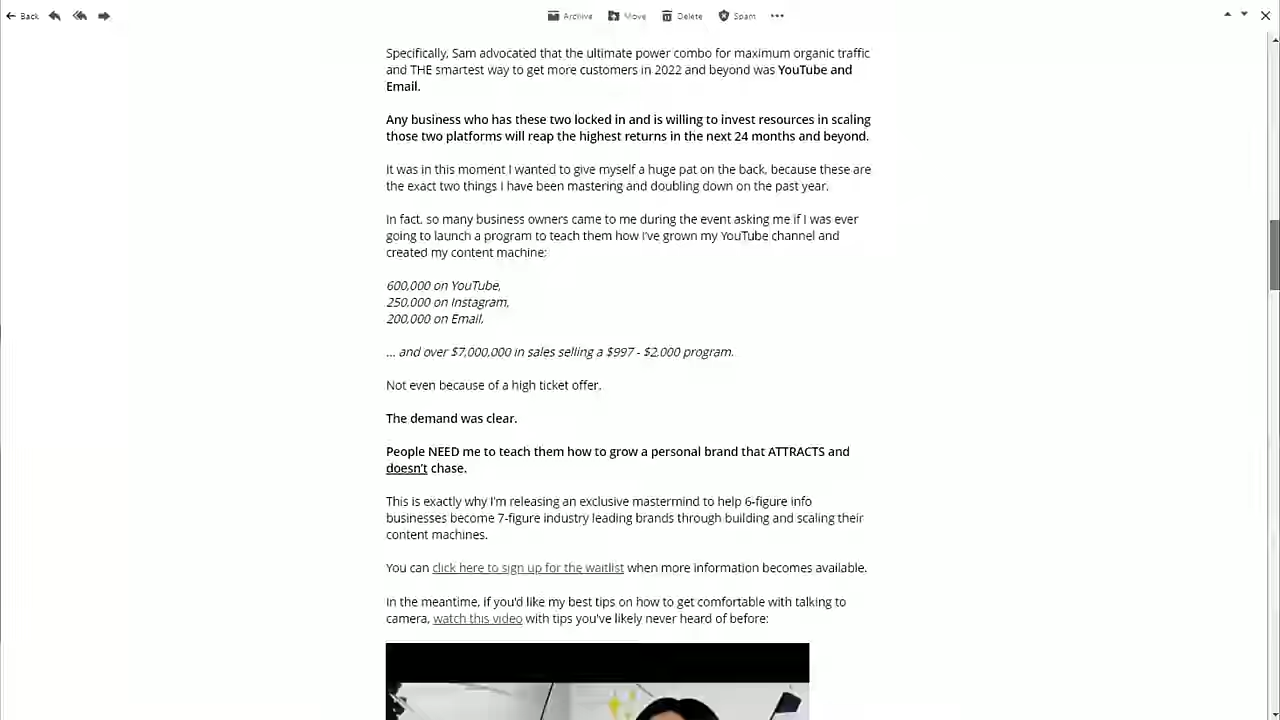 Back
Archive
Move
Delete
Spam
Specifically, Sam advocated that the ultimate power combo for maximum organic traffic
and THE smartest way to get more customers in 2022 and beyond was YouTube and
Email.
Any business who has these two locked in and is willing to invest resources in scaling
those two platforms will reap the highest returns in the next 24 months and beyond.
It was in this moment I wanted to give myself a huge pat on the back, because these are
the exact two things I have been mastering and doubling down on the past year.
In fact, so many business owners came to me during the event asking me if I was ever
going to launch a program to teach them how I've grown my YouTube channel and
created my content machine:
600,000 on YouTube,
250,000 on Instagram,
200,000 on Email,
... and over $7,000,000 in sales selling a $997 - $2,000 program.
Not even because of a high ticket offer.
The demand was clear.
People NEED me to teach them how to grow a personal brand that ATTRACTS and
doesn't chase.
This is exactly why I'm releasing an exclusive mastermind to help 6-figure info
businesses become 7-figure industry leading brands through building and scaling their
content machines.
You can click here to sign up for the waitlist when more information becomes available.
In the meantime, if you'd like my best tips on how to get comfortable with talking to
camera, watch this video with tips you've likely never heard of before: